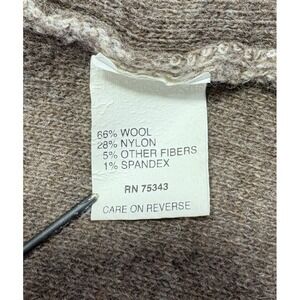 66% WOOL
28% NYLON
5% OTHER FIBERS
1% SPANDEX
RN 75343
CARE ON REVERSE